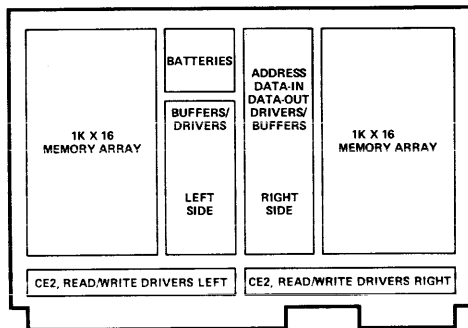 1K X 16
MEMORY ARRAY
BATTERIES
BUFFERS/
DRIVERS
LEFT
SIDE
ADDRESS
DATA-IN
DATA-OUT
DRIVERS/
BUFFERS
RIGHT
SIDE
1K X 16
MEMORY ARRAY
CE2, READ/WRITE DRIVERS LEFT
CE2, READ/WRITE DRIVERS RIGHT